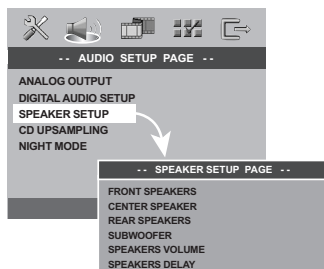 -- AUDIO SETUP PAGE --
ANALOG OUTPUT
DIGITAL AUDIO SETUP
SPEAKER SETUP
CD UPSAMPLING
NIGHT MODE
-- SPEAKER SETUP PAGE --
FRONT SPEAKERS
CENTER SPEAKER
REAR SPEAKERS
SUBWOOFER
SPEAKERS VOLUME
SPEAKERS DELAY